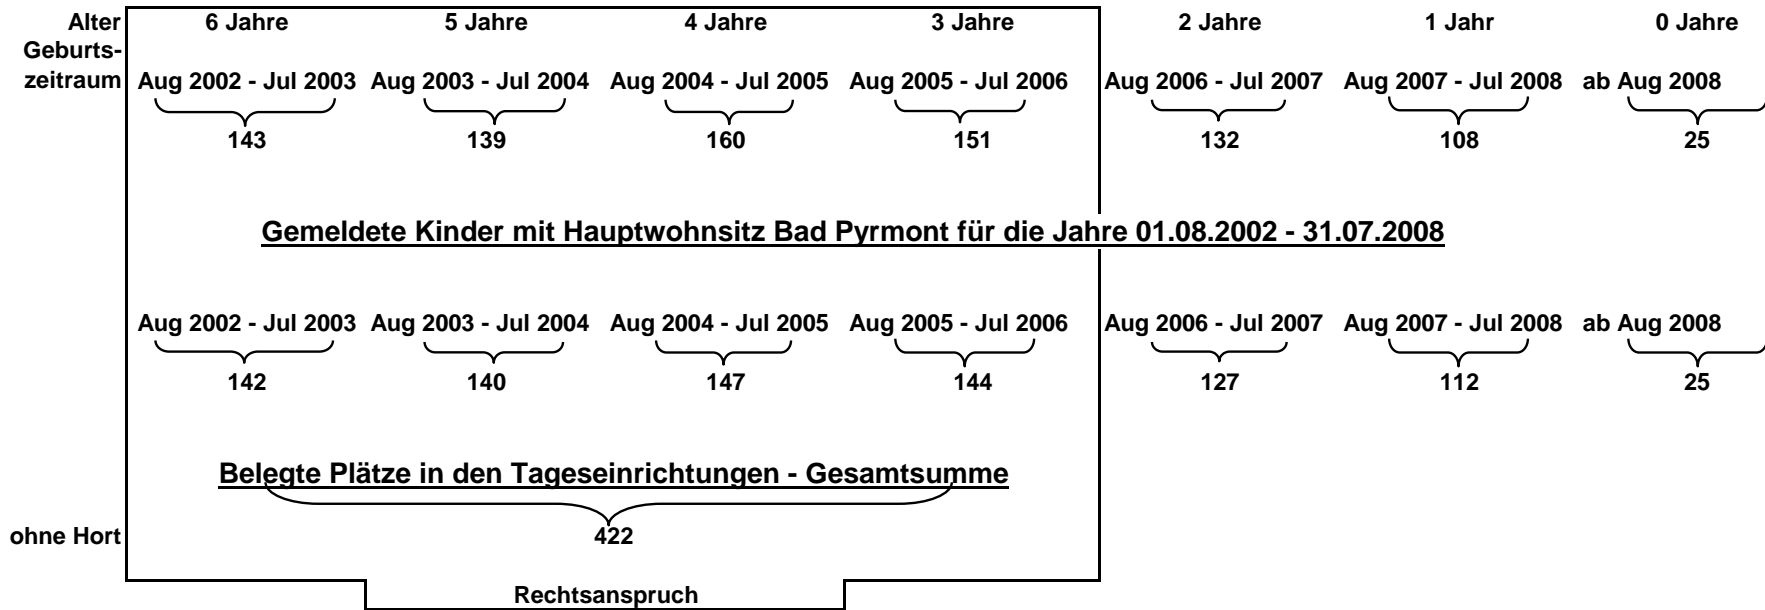 Alter 6 Jahre 5 Jahre 4 Jahre 3 Jahre 2 Jahre 1 Jahr 0 Jahre
Geburts-
zeitraum Aug 2002 - Jul 2003 Aug 2003 - Jul 2004 Aug 2004 - Jul 2005 Aug 2005 - Jul 2006 Aug 2006 - Jul 2007 Aug 2007 - Jul 2008 ab Aug 2008
143 139 160 151 132 108 25
Gemeldete Kinder mit Hauptwohnsitz Bad Pyrmont für die Jahre 01.08.2002 - 31.07.2008
Aug 2002 - Jul 2003 Aug 2003 - Jul 2004 Aug 2004 - Jul 2005 Aug 2005 - Jul 2006 Aug 2006 - Jul 2007 Aug 2007 - Jul 2008 ab Aug 2008
142 140 147 144 127 112 25
Belegte Plätze in den Tageseinrichtungen - Gesamtsumme
ohne Hort 422
Rechtsanspruch